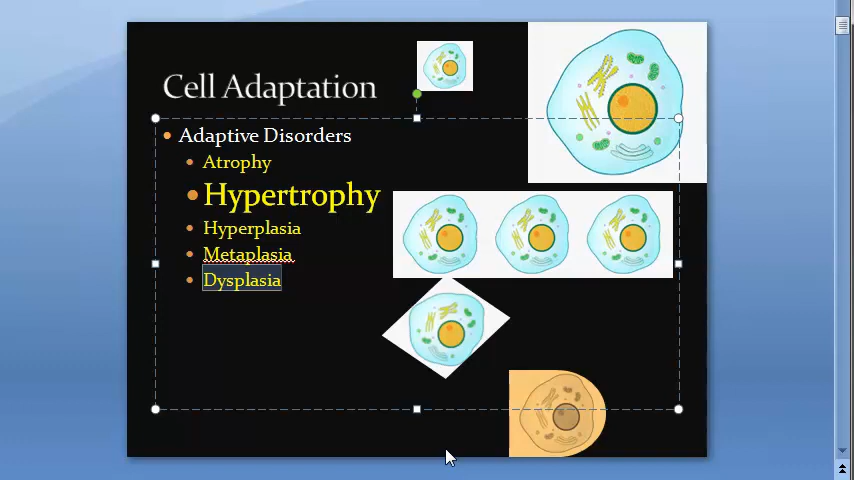 Cell Adaptation
Adaptive Disorders
Atrophy
Hypertrophy
Hyperplasia
Metaplasia
Dysplasia